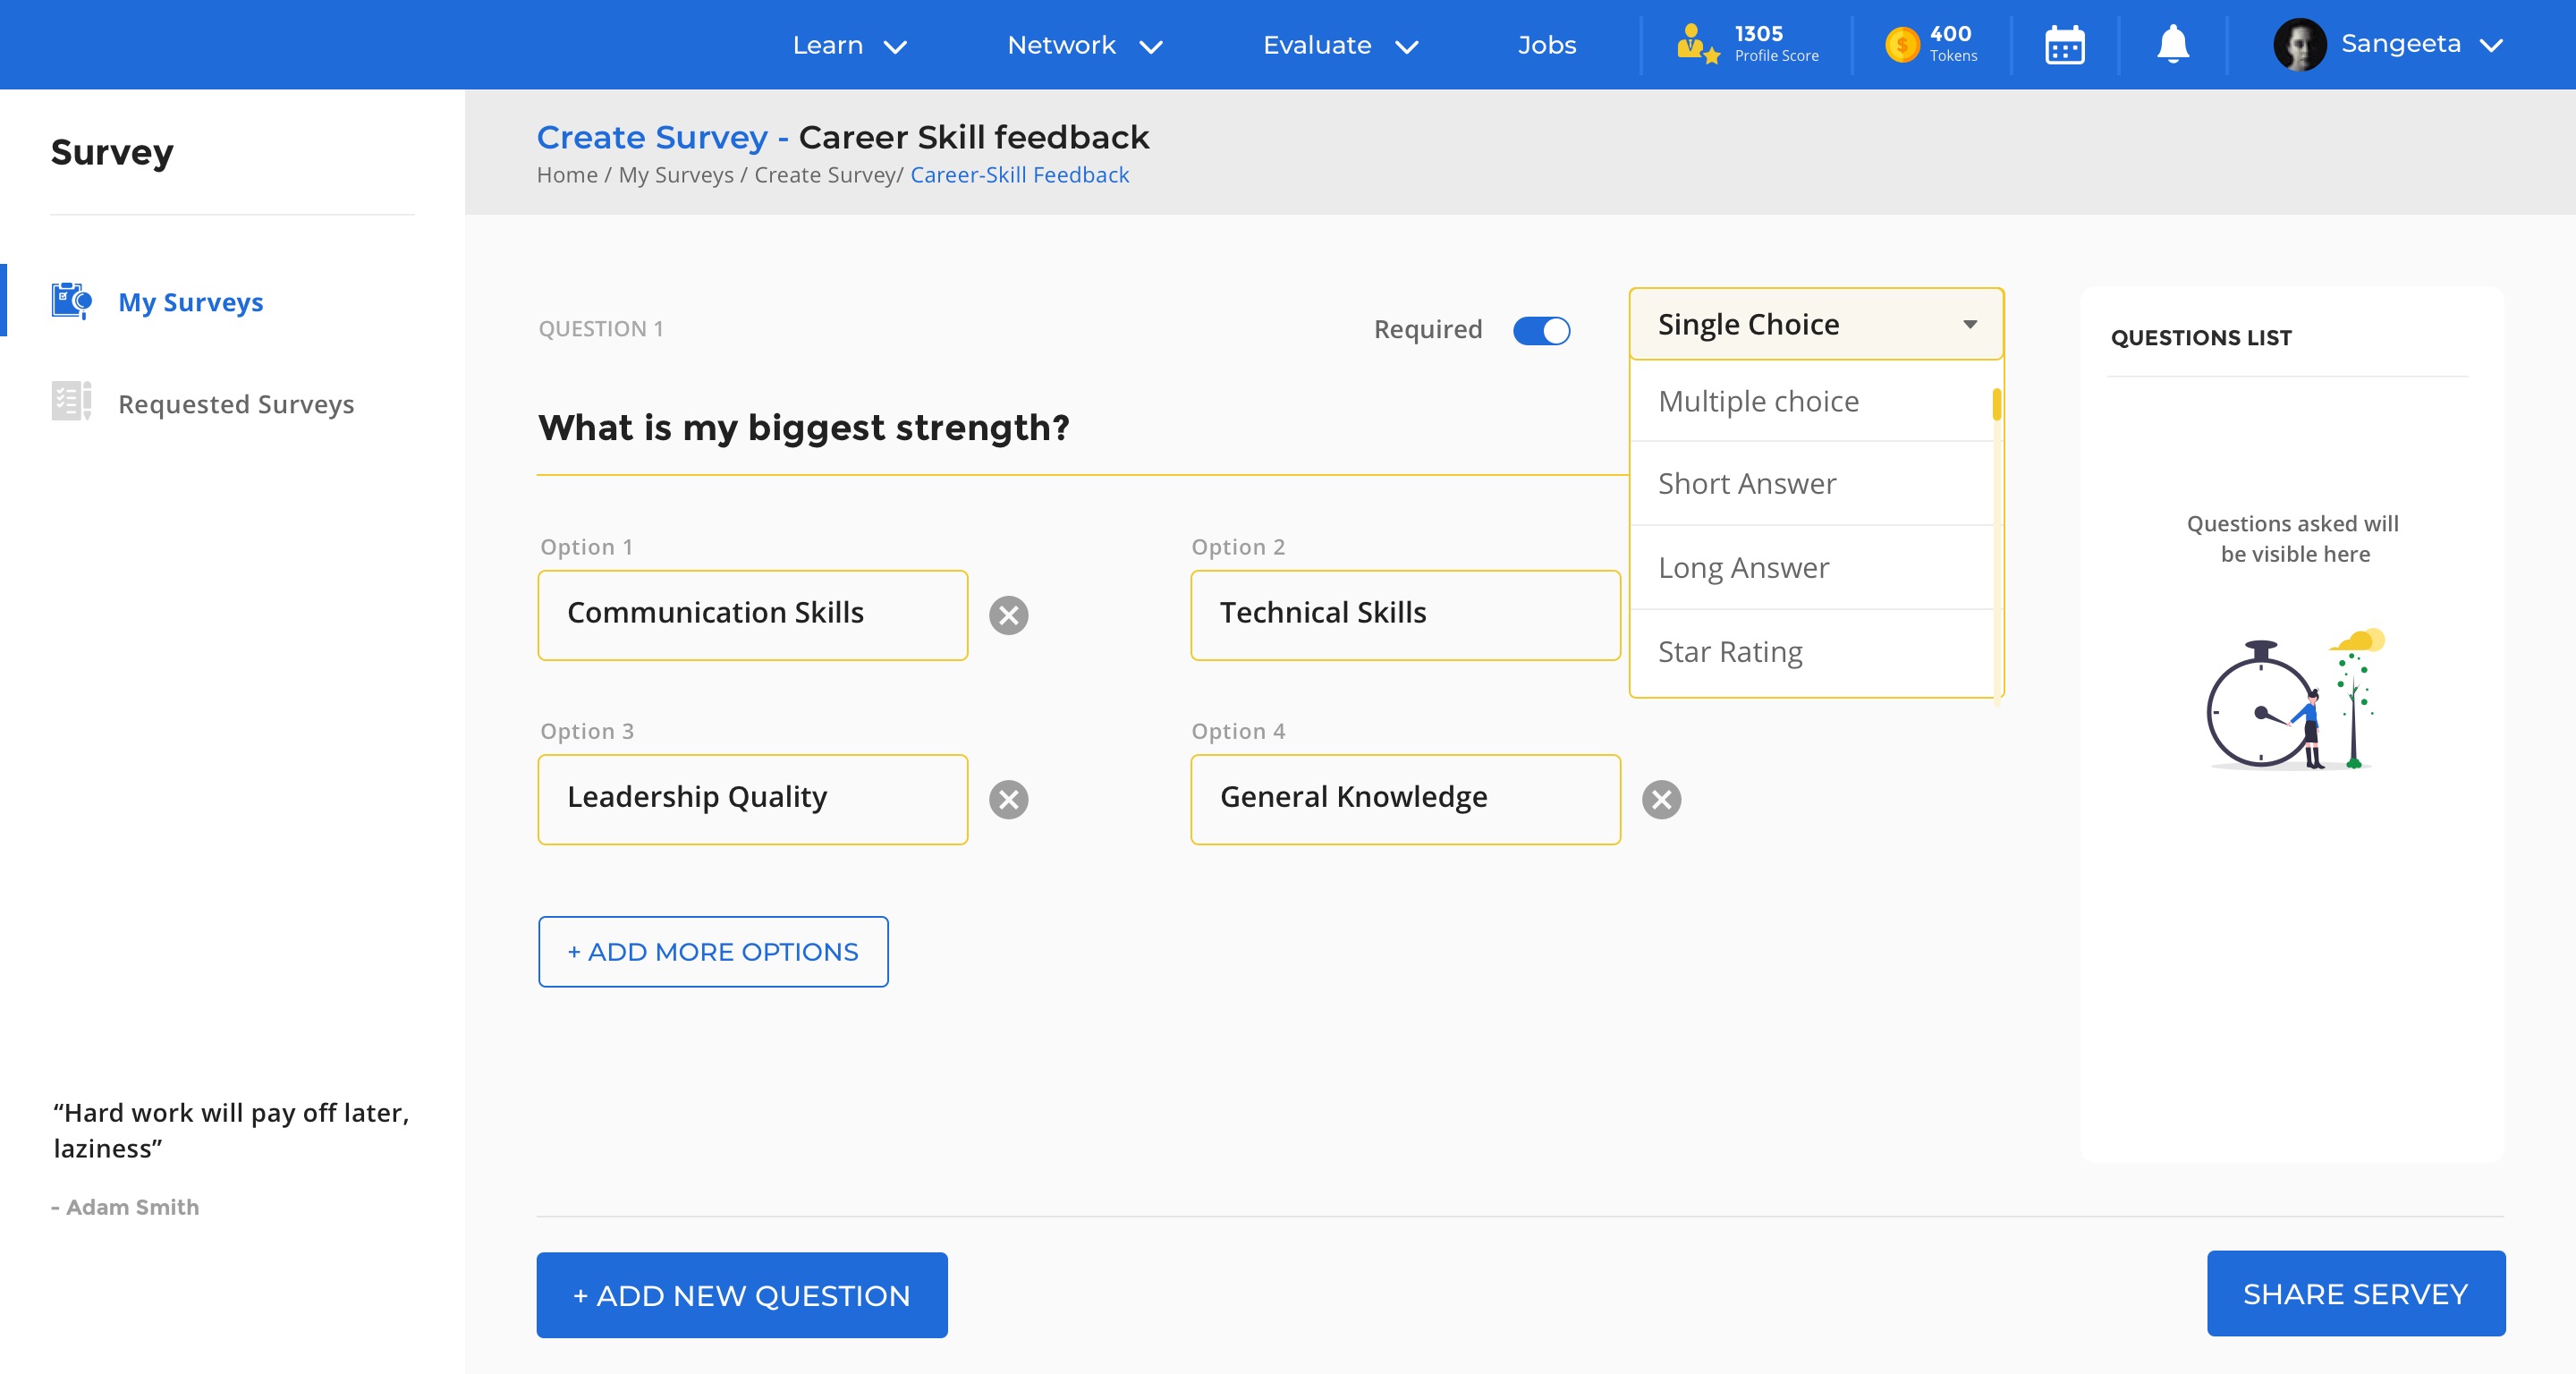 Learn
Network
Evaluate
Jobs
1305
Profile Score
400
Tokens
Sangeeta
Survey
My Surveys
Requested Surveys
“Hard work will pay off later,
laziness”
- Adam Smith
Create Survey - Career Skill feedback
Home / My Surveys / Create Survey/ Career-Skill Feedback
QUESTION 1
Required
Single Choice
Multiple choice
Short Answer
Long Answer
Star Rating
What is my biggest strength?
Option 1
Communication Skills
Option 2
Technical Skills
Option 3
Leadership Quality
Option 4
General Knowledge
+ ADD MORE OPTIONS
QUESTIONS LIST
Questions asked will
be visible here
+ ADD NEW QUESTION
SHARE SERVEY